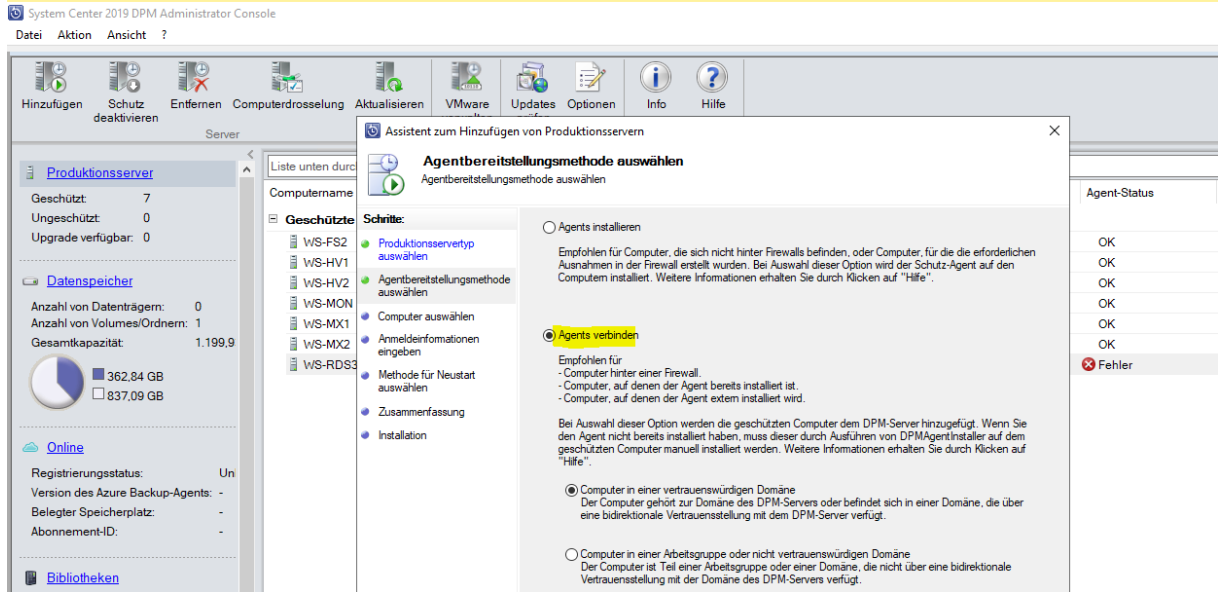 System Center 2019 DPM Administrator Console
Datei Aktion Ansicht ?
Hinzufügen Schutz deaktivieren Entfernen Computerdrosselung Aktualisieren VMware Updates Optionen Info Hilfe
Server
Produktionsserver
Geschützt: 7
Ungeschützt: 0
Upgrade verfügbar: 0
Datenspeicher
Anzahl von Datenträgern: 0
Anzahl von Volumes/Ordnern: 1
Gesamtkapazität: 1.199,9
362,84 GB
837,09 GB
Online
Registrierungsstatus: Un
Version des Azure Backup-Agents: -
Belegter Speicherplatz: -
Abonnement-ID: -
Bibliotheken
Liste unten durc
Computername
Geschützte
WS-FS2
WS-HV1
WS-HV2
WS-MON
WS-MX1
WS-MX2
WS-RDS3
Assistent zum Hinzufügen von Produktionsservern
Agentbereitstellungsmethode auswählen
Agentbereitstellungsmethode auswählen
Schritte:
Produktionsservertyp
auswählen
Agentbereitstellungsmethode
auswählen
Computer auswählen
Anmeldeinformationen
eingeben
Methode für Neustart
auswählen
Zusammenfassung
Installation
Agents installieren
Empfohlen für Computer, die sich nicht hinter Firewalls befinden, oder Computer, für die die erforderlichen
Ausnahmen in der Firewall erstellt wurden. Bei Auswahl dieser Option wird der Schutz-Agent auf den
Computern installiert. Weitere Informationen erhalten Sie durch Klicken auf "Hilfe".
Agents verbinden
Empfohlen für
- Computer hinter einer Firewall.
- Computer, auf denen der Agent bereits installiert ist.
- Computer, auf denen der Agent extern installiert wird.
Bei Auswahl dieser Option werden die geschützten Computer dem DPM-Server hinzugefügt. Wenn Sie
den Agent nicht bereits installiert haben, muss dieser durch Ausführen von DPMAgentInstaller auf dem
geschützten Computer manuell installiert werden. Weitere Informationen erhalten Sie durch Klicken auf
"Hilfe".
Computer in einer vertrauenswürdigen Domäne
Der Computer gehört zur Domäne des DPM-Servers oder befindet sich in einer Domäne, die über
eine bidirektionale Vertrauensstellung mit dem DPM-Server verfügt.
Computer in einer Arbeitsgruppe oder nicht vertrauenswürdigen Domäne
Der Computer ist Teil einer Arbeitsgruppe oder einer Domäne, die nicht über eine bidirektionale
Vertrauensstellung mit der Domäne des DPM-Servers verfügt.
Agent-Status
OK
OK
OK
OK
OK
OK
Fehler